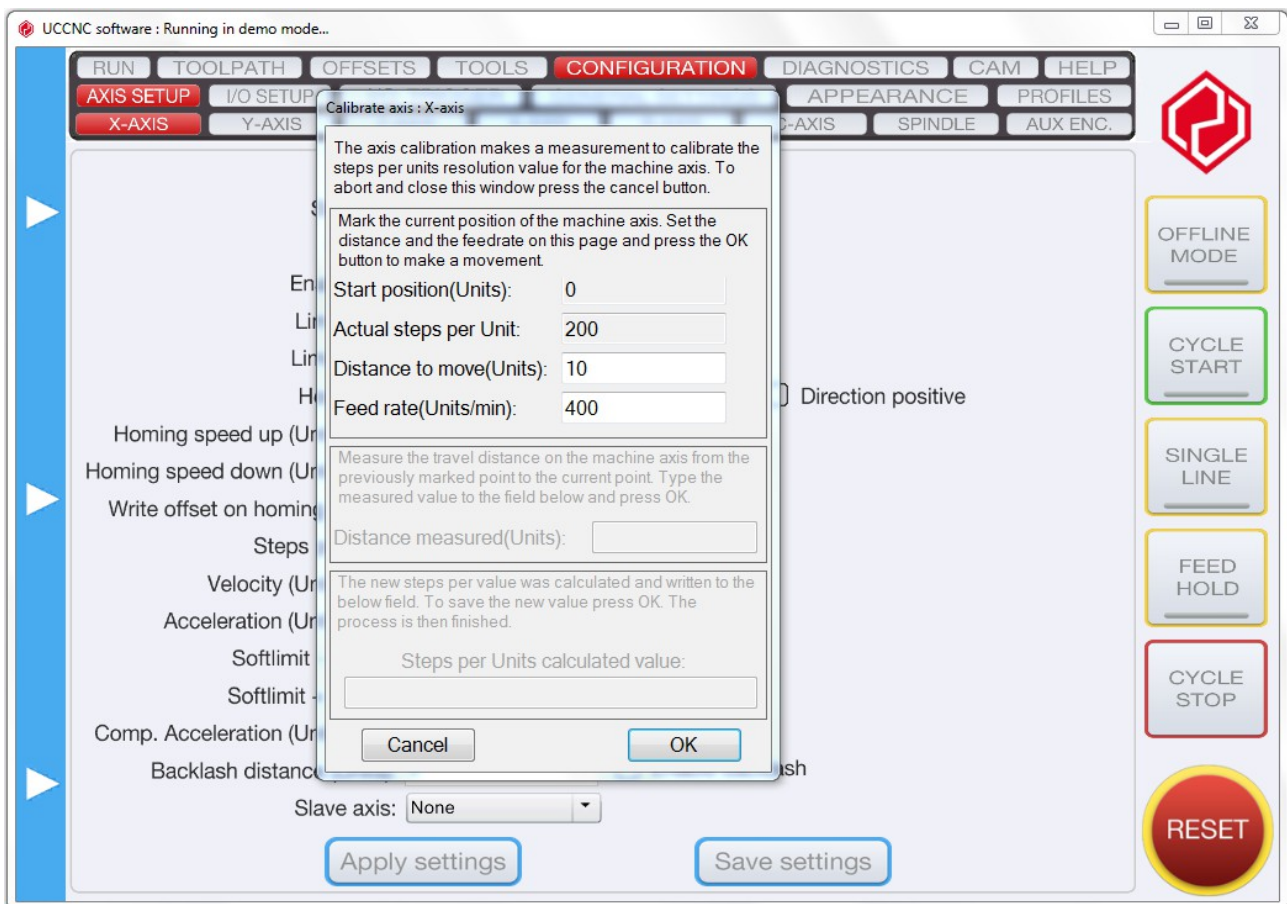 UCCNC software : Running in demo mode...
RUN TOOLPATH OFFSETS TOOLS CONFIGURATION DIAGNOSTICS CAM HELP
AXIS SETUP I/O SETUP APPEARANCE PROFILES
X-AXIS Y-AXIS C-AXIS SPINDLE AUX ENC.
Calibrate axis : X-axis
The axis calibration makes a measurement to calibrate the
steps per units resolution value for the machine axis. To
abort and close this window press the cancel button.
Mark the current position of the machine axis. Set the
distance and the feedrate on this page and press the OK
button to make a movement.
Start position(Units): 0
Actual steps per Unit: 200
Distance to move(Units): 10
Feed rate(Units/min): 400
Measure the travel distance on the machine axis from the
previously marked point to the current point. Type the
measured value to the field below and press OK.
Distance measured(Units):
The new steps per value was calculated and written to the
below field. To save the new value press OK. The
process is then finished.
Steps per Units calculated value:
Cancel OK
Direction positive
Homing speed up (Un
Homing speed down (Un
Write offset on homing
Steps
Velocity (Un
Acceleration (Un
Softlimit
Softlimit -
Comp. Acceleration (Un
Backlash distance
Slave axis: None
Apply settings Save settings
OFFLINE
MODE
CYCLE
START
SINGLE
LINE
FEED
HOLD
CYCLE
STOP
RESET